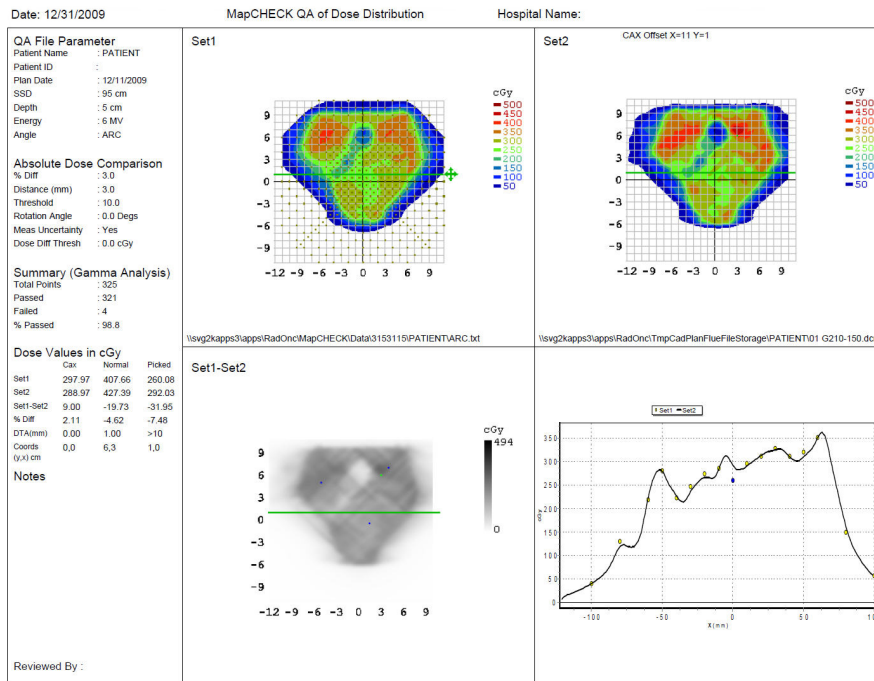 Date: 12/31/2009 MapCHECK QA of Dose Distribution Hospital Name:
QA File Parameter
Patient Name : PATIENT
Patient ID :
Plan Date : 12/11/2009
SSD : 95 cm
Depth : 5 cm
Energy : 6 MV
Angle : ARC
Absolute Dose Comparison
% Diff : 3.0
Distance (mm) : 3.0
Threshold : 10.0
Rotation Angle : 0.0 Degs
Meas Uncertainty : Yes
Dose Diff Thresh : 0.0 cGy
Summary (Gamma Analysis)
Total Points : 325
Passed : 321
Failed : 4
% Passed : 98.8
Dose Values in cGy
Cax Normal Picked
Set1 297.97 407.66 260.08
Set2 288.97 427.39 292.03
Set1-Set2 9.00 -19.73 -31.95
% Diff 2.11 -4.62 -7.48
DTA(mm) 0.00 1.00 >10
Coords 0,0 6,3 1,0
(y,x) cm
Notes
Reviewed By :
Set1
cGy
500
450
400
350
300
250
200
150
100
50
9
6
3
0
-3
-6
-9
-12 -9 -6 -3 0 3 6 9
\\svg2kapps3\apps\RadOnc\MapCHECK\Data\3153115\PATIENT\ARC.txt
Set2
CAX Offset X=11 Y=1
cGy
500
450
400
350
300
250
200
150
100
50
9
6
3
0
-3
-6
-9
-12 -9 -6 -3 0 3 6 9
\\svg2kapps3\apps\RadOnc\TmpCadPlanFlueFileStorage\PATIENT\01 G210-150.dc
Set1-Set2
cGy
494
0
9
6
3
0
-3
-6
-9
-12 -9 -6 -3 0 3 6 9
Set1 Set2
350
300
250
200
150
100
50
0
cGy
-100 -50 0 50 10
X(mm)